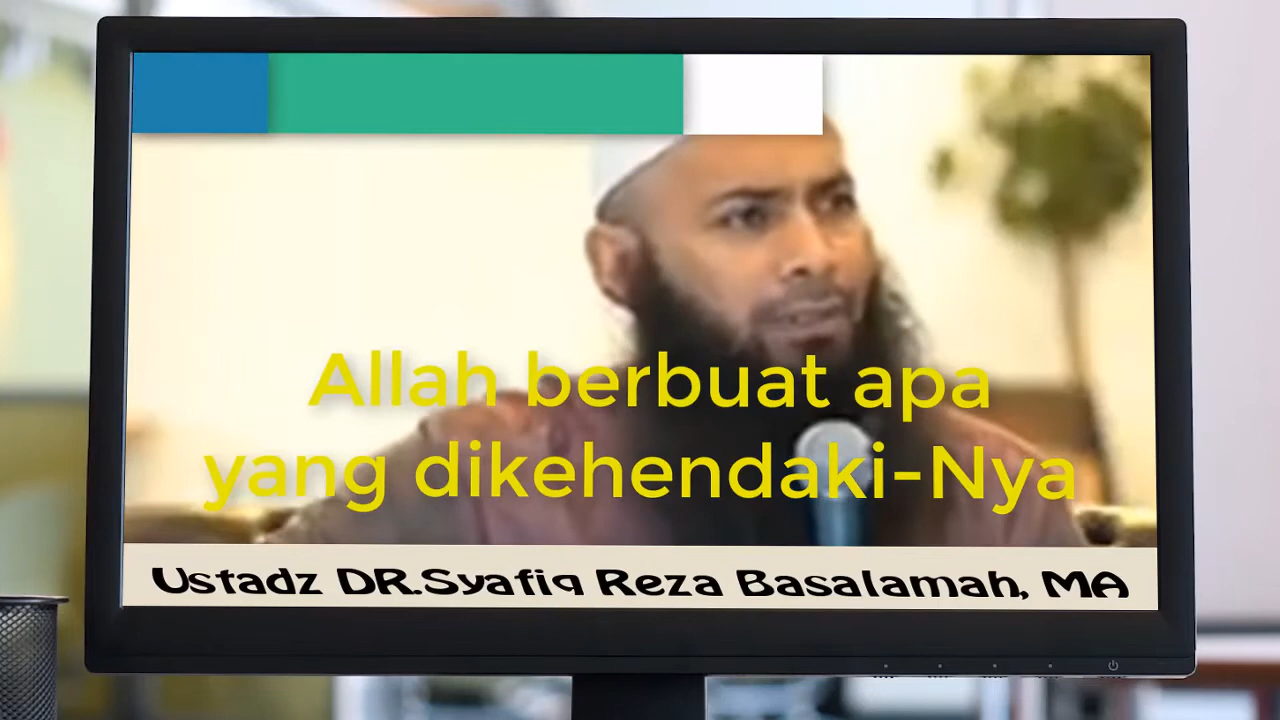 Allah berbuat apa
yang dikehendaki-Nya
Ustadz DR.Syafiq Reza Basalamah, MA